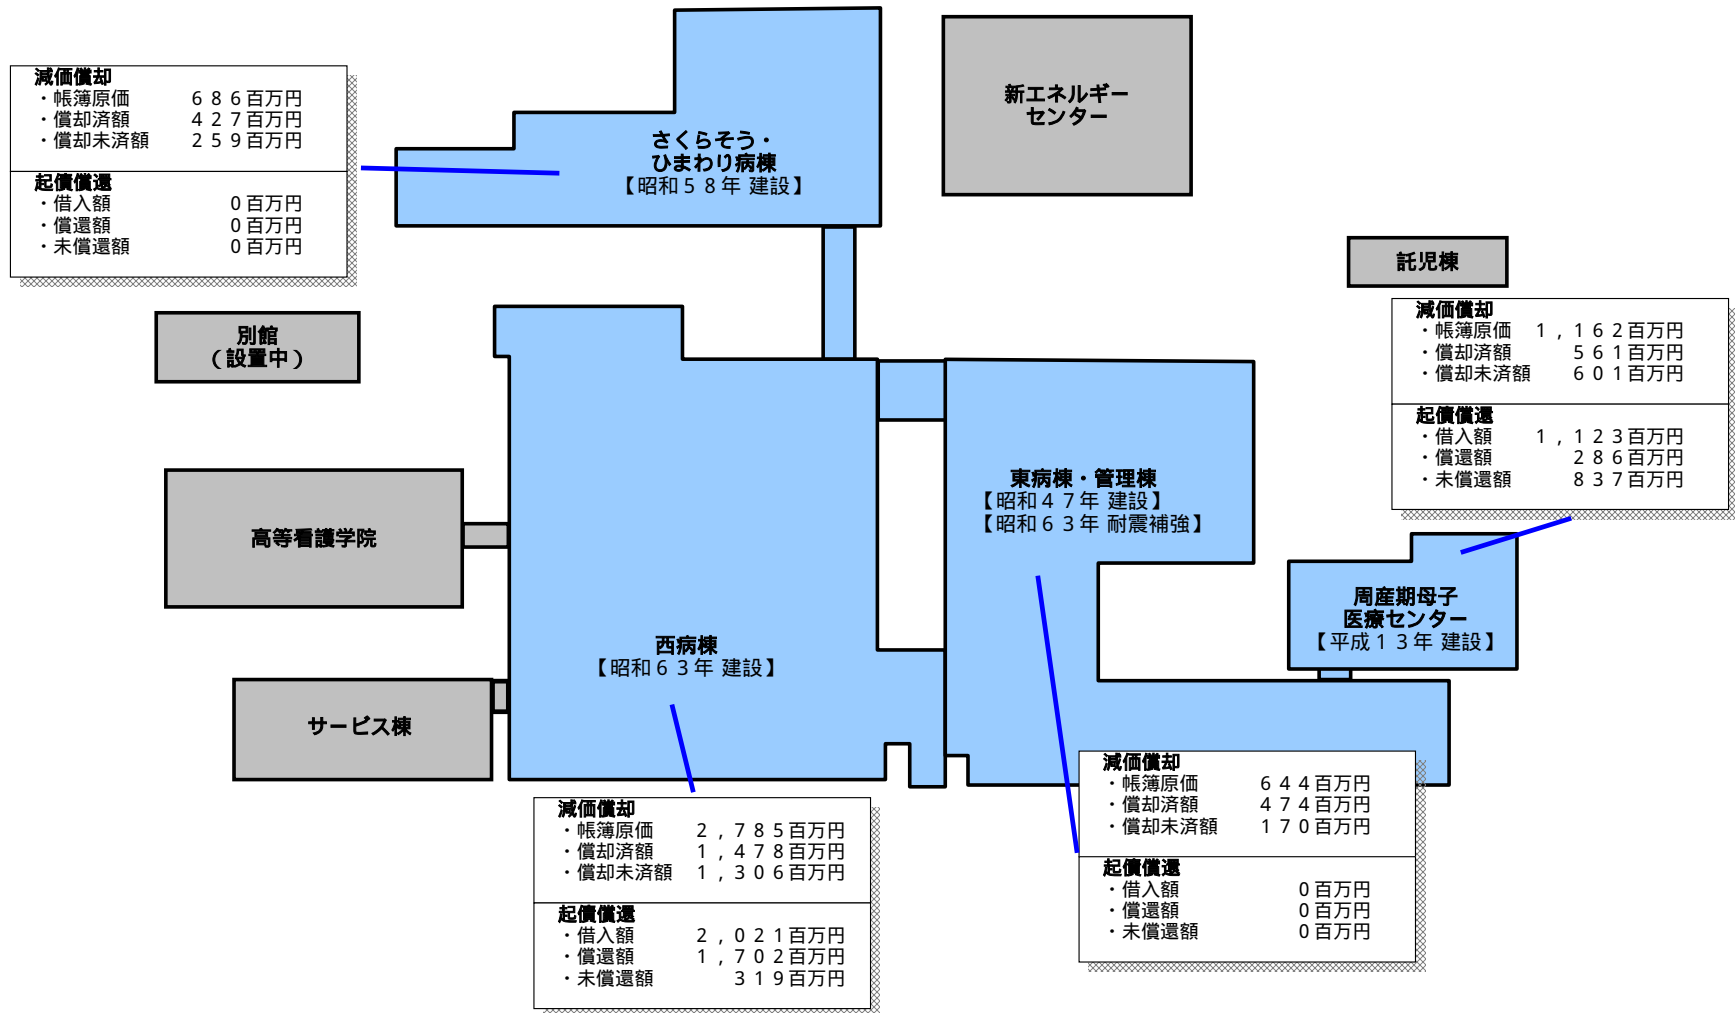 減価償却
・帳簿原価 ６８６百万円
・償却済額 ４２７百万円
・償却未済額 ２５９百万円
起債償還
・借入額 ０百万円
・償還額 ０百万円
・未償還額 ０百万円
さくらそう・
ひまわり病棟
【昭和５８年 建設】
新エネルギー
センター
託児棟
減価償却
・帳簿原価 １，１６２百万円
・償却済額 ５６１百万円
・償却未済額 ６０１百万円
起債償還
・借入額 １，１２３百万円
・償還額 ２８６百万円
・未償還額 ８３７百万円
別館
（設置中）
高等看護学院
サービス棟
西病棟
【昭和６３年 建設】
東病棟・管理棟
【昭和４７年 建設】
【昭和６３年 耐震補強】
周産期母子
医療センター
【平成１３年 建設】
減価償却
・帳簿原価 ２，７８５百万円
・償却済額 １，４７８百万円
・償却未済額 １，３０６百万円
起債償還
・借入額 ２，０２１百万円
・償還額 １，７０２百万円
・未償還額 ３１９百万円
減価償却
・帳簿原価 ６４４百万円
・償却済額 ４７４百万円
・償却未済額 １７０百万円
起債償還
・借入額 ０百万円
・償還額 ０百万円
・未償還額 ０百万円